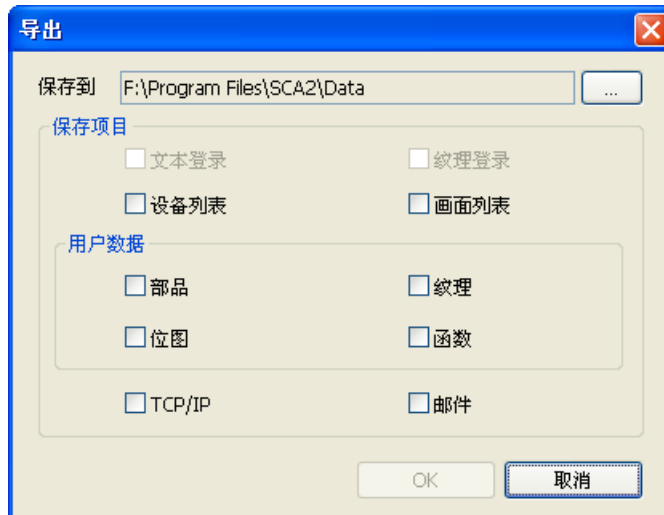 导出
保存到 F:\Program Files\SCA2\Data ...
保存项目
文本登录 纹理登录
设备列表 画面列表
用户数据
部品 纹理
位图 函数
TCP/IP 邮件
OK 取消